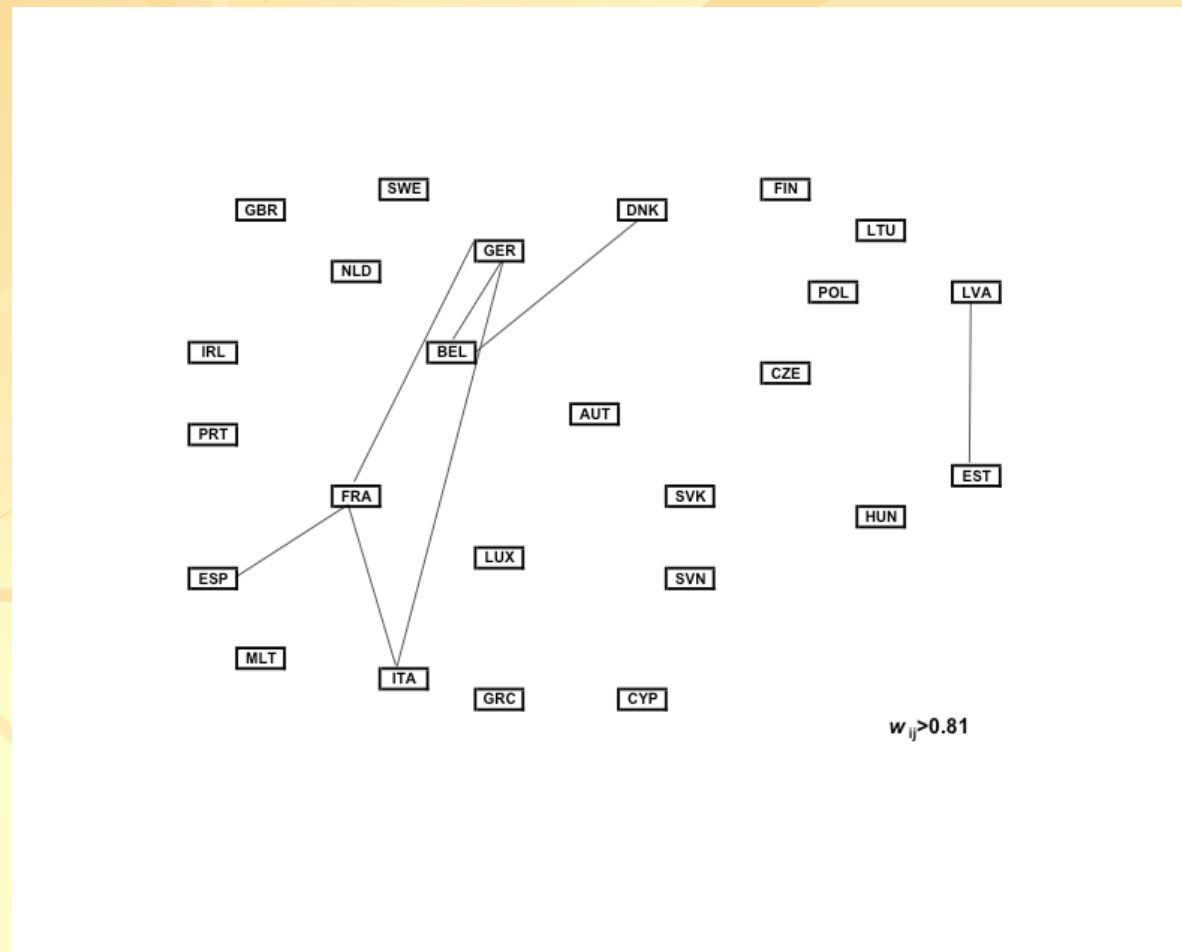 SWE
FIN
GBR
DNK
LTU
GER
NLD
POL
LVA
IRL
BEL
CZE
AUT
PRT
EST
FRA
SVK
HUN
LUX
ESP
SVN
MLT
ITA
GRC
CYP
w ij>0.81